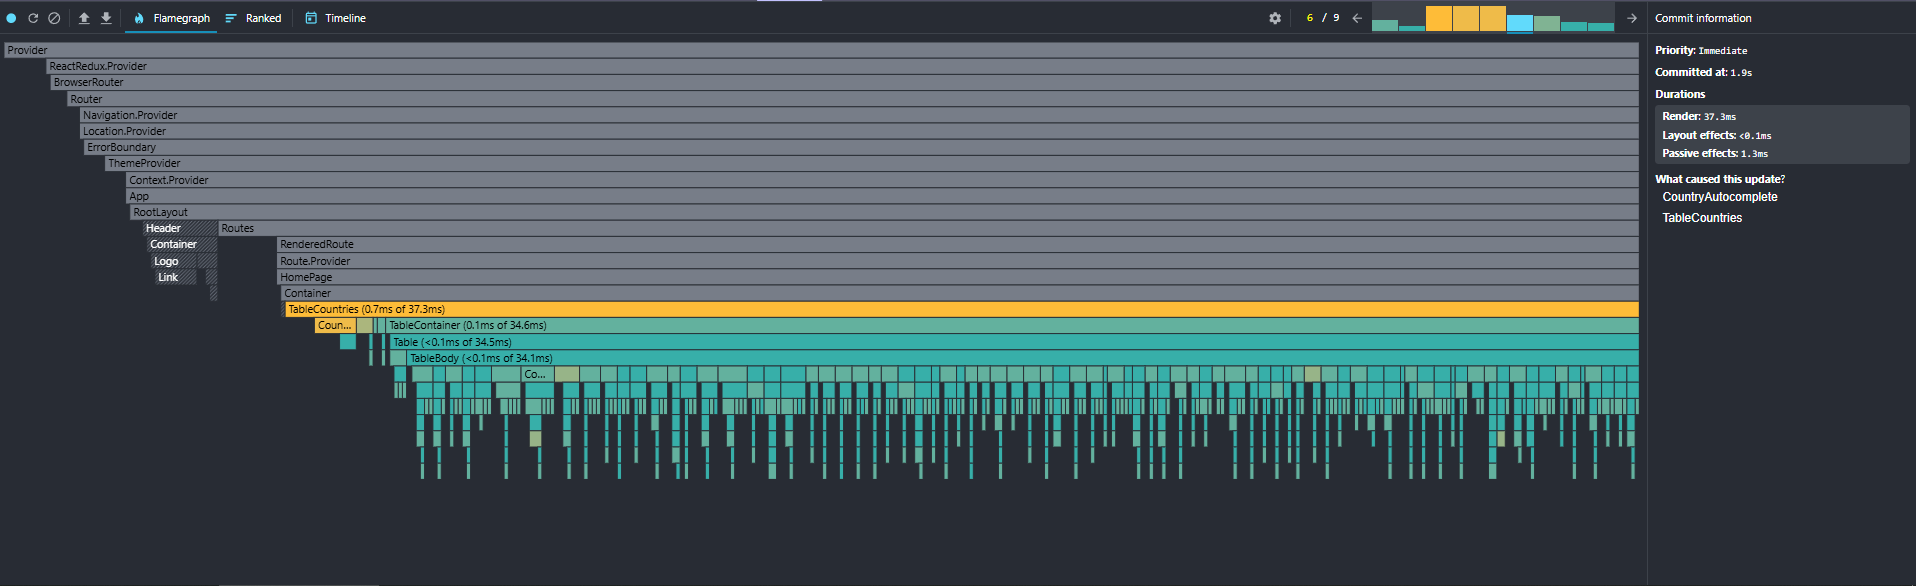 Flamegraph Ranked Timeline 6 / 9 Commit information
Provider
ReactRedux.Provider
BrowserRouter
Router
Navigation.Provider
Location.Provider
ErrorBoundary
ThemeProvider
Context.Provider
App
RootLayout
Header Routes
Container RenderedRoute
Logo Route.Provider
Link HomePage
Container
TableCountries (0.7ms of 37.3ms)
Coun... TableContainer (0.1ms of 34.6ms)
Table (<0.1ms of 34.5ms)
TableBody (<0.1ms of 34.1ms)
Co...
Priority: Immediate
Committed at: 1.9s
Durations
Render: 37.3ms
Layout effects: <0.1ms
Passive effects: 1.3ms
What caused this update?
CountryAutocomplete
TableCountries